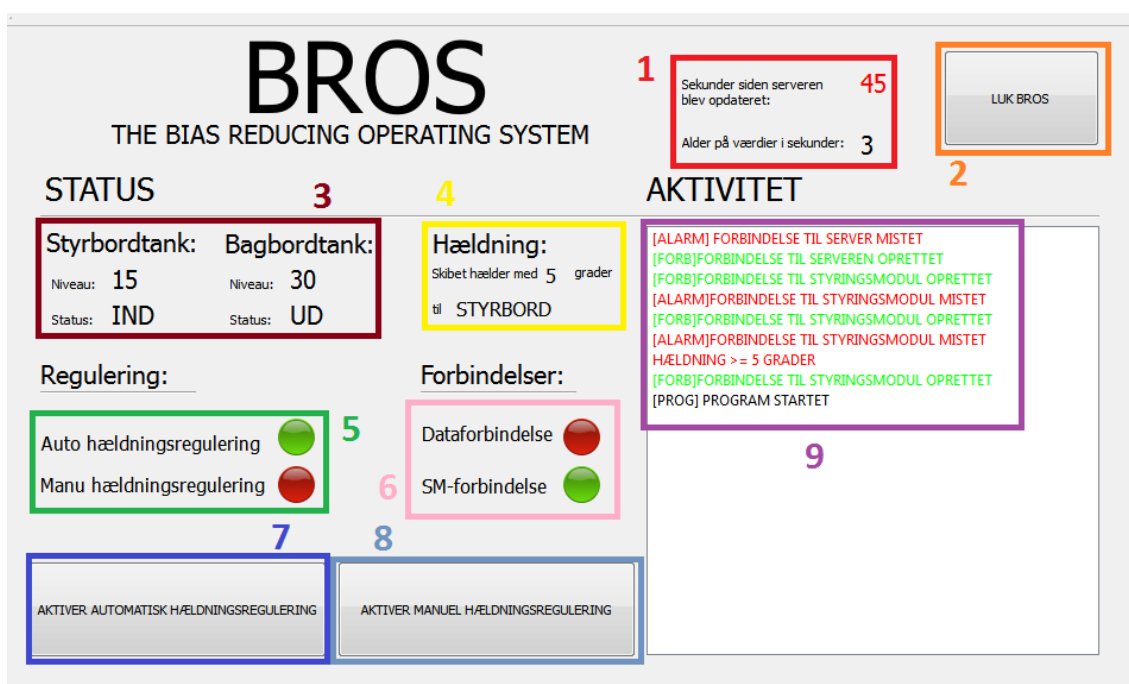 BROS
THE BIAS REDUCING OPERATING SYSTEM
1
Sekunder siden serveren
blev opdateret:
45
Alder på værdier i sekunder: 3
LUK BROS
2
STATUS
3
Styrbordtank:
Niveau: 15
Status: IND
Bagbordtank:
Niveau: 30
Status: UD
4
Hældning:
Skibet hælder med 5 grader
til STYRBORD
Regulering:
Auto hældningsregulering
Manu hældningsregulering
5
Forbindelser:
Dataforbindelse
SM-forbindelse
6
7
AKTIVER AUTOMATISK HÆLDNINGSREGULERING
8
AKTIVER MANUEL HÆLDNINGSREGULERING
AKTIVITET
[ALARM] FORBINDELSE TIL SERVER MISTET
[FORB]FORBINDELSE TIL SERVEREN OPRETTET
[FORB]FORBINDELSE TIL STYRINGSMODUL OPRETTET
[ALARM]FORBINDELSE TIL STYRINGSMODUL MISTET
[FORB]FORBINDELSE TIL STYRINGSMODUL OPRETTET
[ALARM]FORBINDELSE TIL STYRINGSMODUL MISTET
HÆLDNING >= 5 GRADER
[FORB]FORBINDELSE TIL STYRINGSMODUL OPRETTET
[PROG] PROGRAM STARTET
9